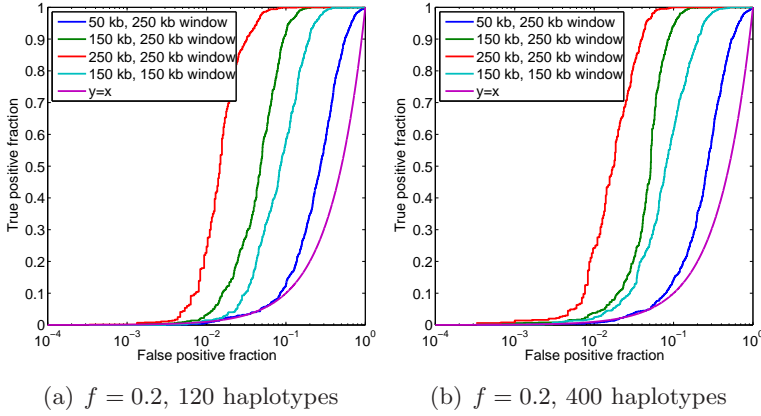 1
0.9
0.8
0.7
0.6
0.5
0.4
0.3
0.2
0.1
0
True positive fraction
50 kb, 250 kb window
150 kb, 250 kb window
250 kb, 250 kb window
150 kb, 150 kb window
y=x
10⁻⁴ 10⁻³ 10⁻² 10⁻¹ 10⁰
False positive fraction
(a) f = 0.2, 120 haplotypes
1
0.9
0.8
0.7
0.6
0.5
0.4
0.3
0.2
0.1
0
True positive fraction
50 kb, 250 kb window
150 kb, 250 kb window
250 kb, 250 kb window
150 kb, 150 kb window
y=x
10⁻⁴ 10⁻³ 10⁻² 10⁻¹ 10⁰
False positive fraction
(b) f = 0.2, 400 haplotypes